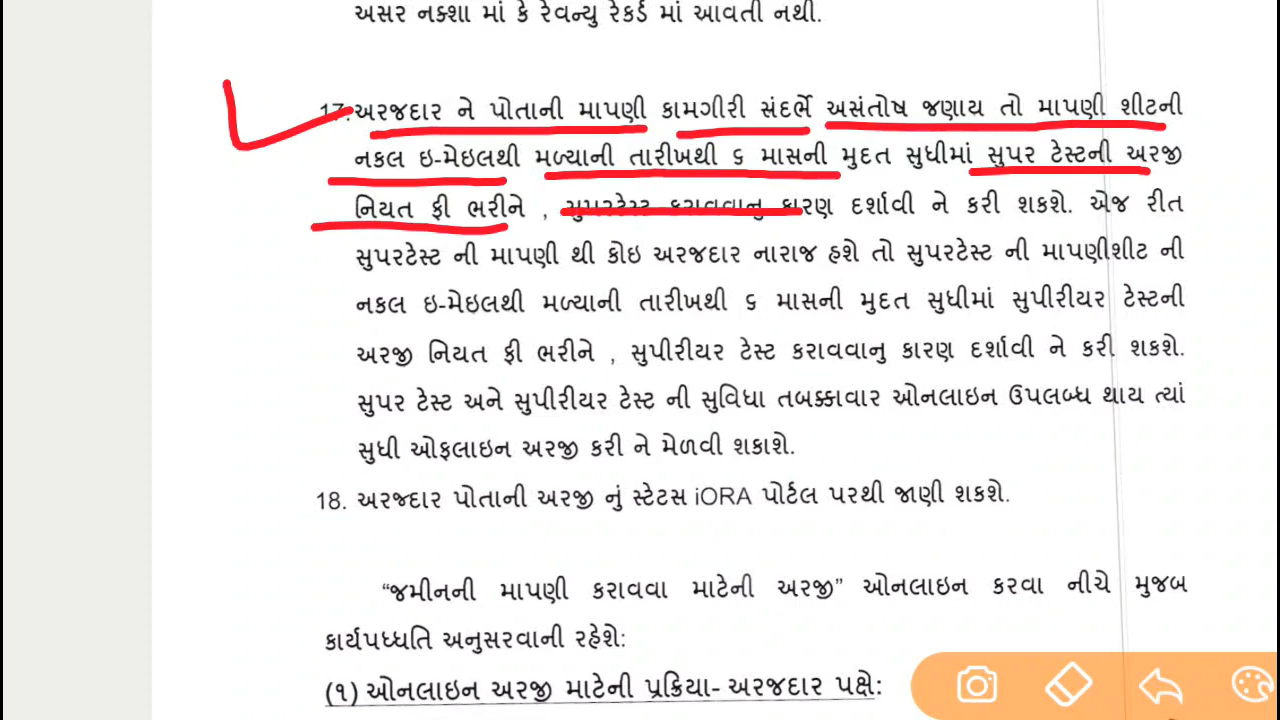 અસર નક્શા માં કે રેવન્યુ રેકર્ડ માં આવતી નથી.
17. અરજદાર ને પોતાની માપણી કામગીરી સંદર્ભે અસંતોષ જણાય તો માપણી શીટની
નકલ ઇ-મેઇલથી મળ્યાની તારીખથી ૬ માસની મુદત સુધીમાં સુપર ટેસ્ટની અરજી
નિયત ફી ભરીને , સુપરટેસ્ટ કરાવવાનુ કારણ દર્શાવી ને કરી શકશે. એજ રીત
સુપરટેસ્ટ ની માપણી થી કોઇ અરજદાર નારાજ હશે તો સુપરટેસ્ટ ની માપણીશીટ ની
નકલ ઇ-મેઇલથી મળ્યાની તારીખથી ૬ માસની મુદત સુધીમાં સુપીરીયર ટેસ્ટની
અરજી નિયત ફી ભરીને , સુપીરીયર ટેસ્ટ કરાવવાનુ કારણ દર્શાવી ને કરી શકશે.
સુપર ટેસ્ટ અને સુપીરીયર ટેસ્ટ ની સુવિધા તબક્કાવાર ઓનલાઇન ઉપલબ્ધ થાય ત્યાં
સુધી ઓફલાઇન અરજી કરી ને મેળવી શકાશે.
18. અરજદાર પોતાની અરજી નું સ્ટેટસ iORA પોર્ટલ પરથી જાણી શકશે.
“જમીનની માપણી કરાવવા માટેની અરજી” ઓનલાઇન કરવા નીચે મુજબ
કાર્યપધ્ધતિ અનુસરવાની રહેશે:
(૧) ઓનલાઇન અરજી માટેની પ્રક્રિયા- અરજદાર પક્ષે: